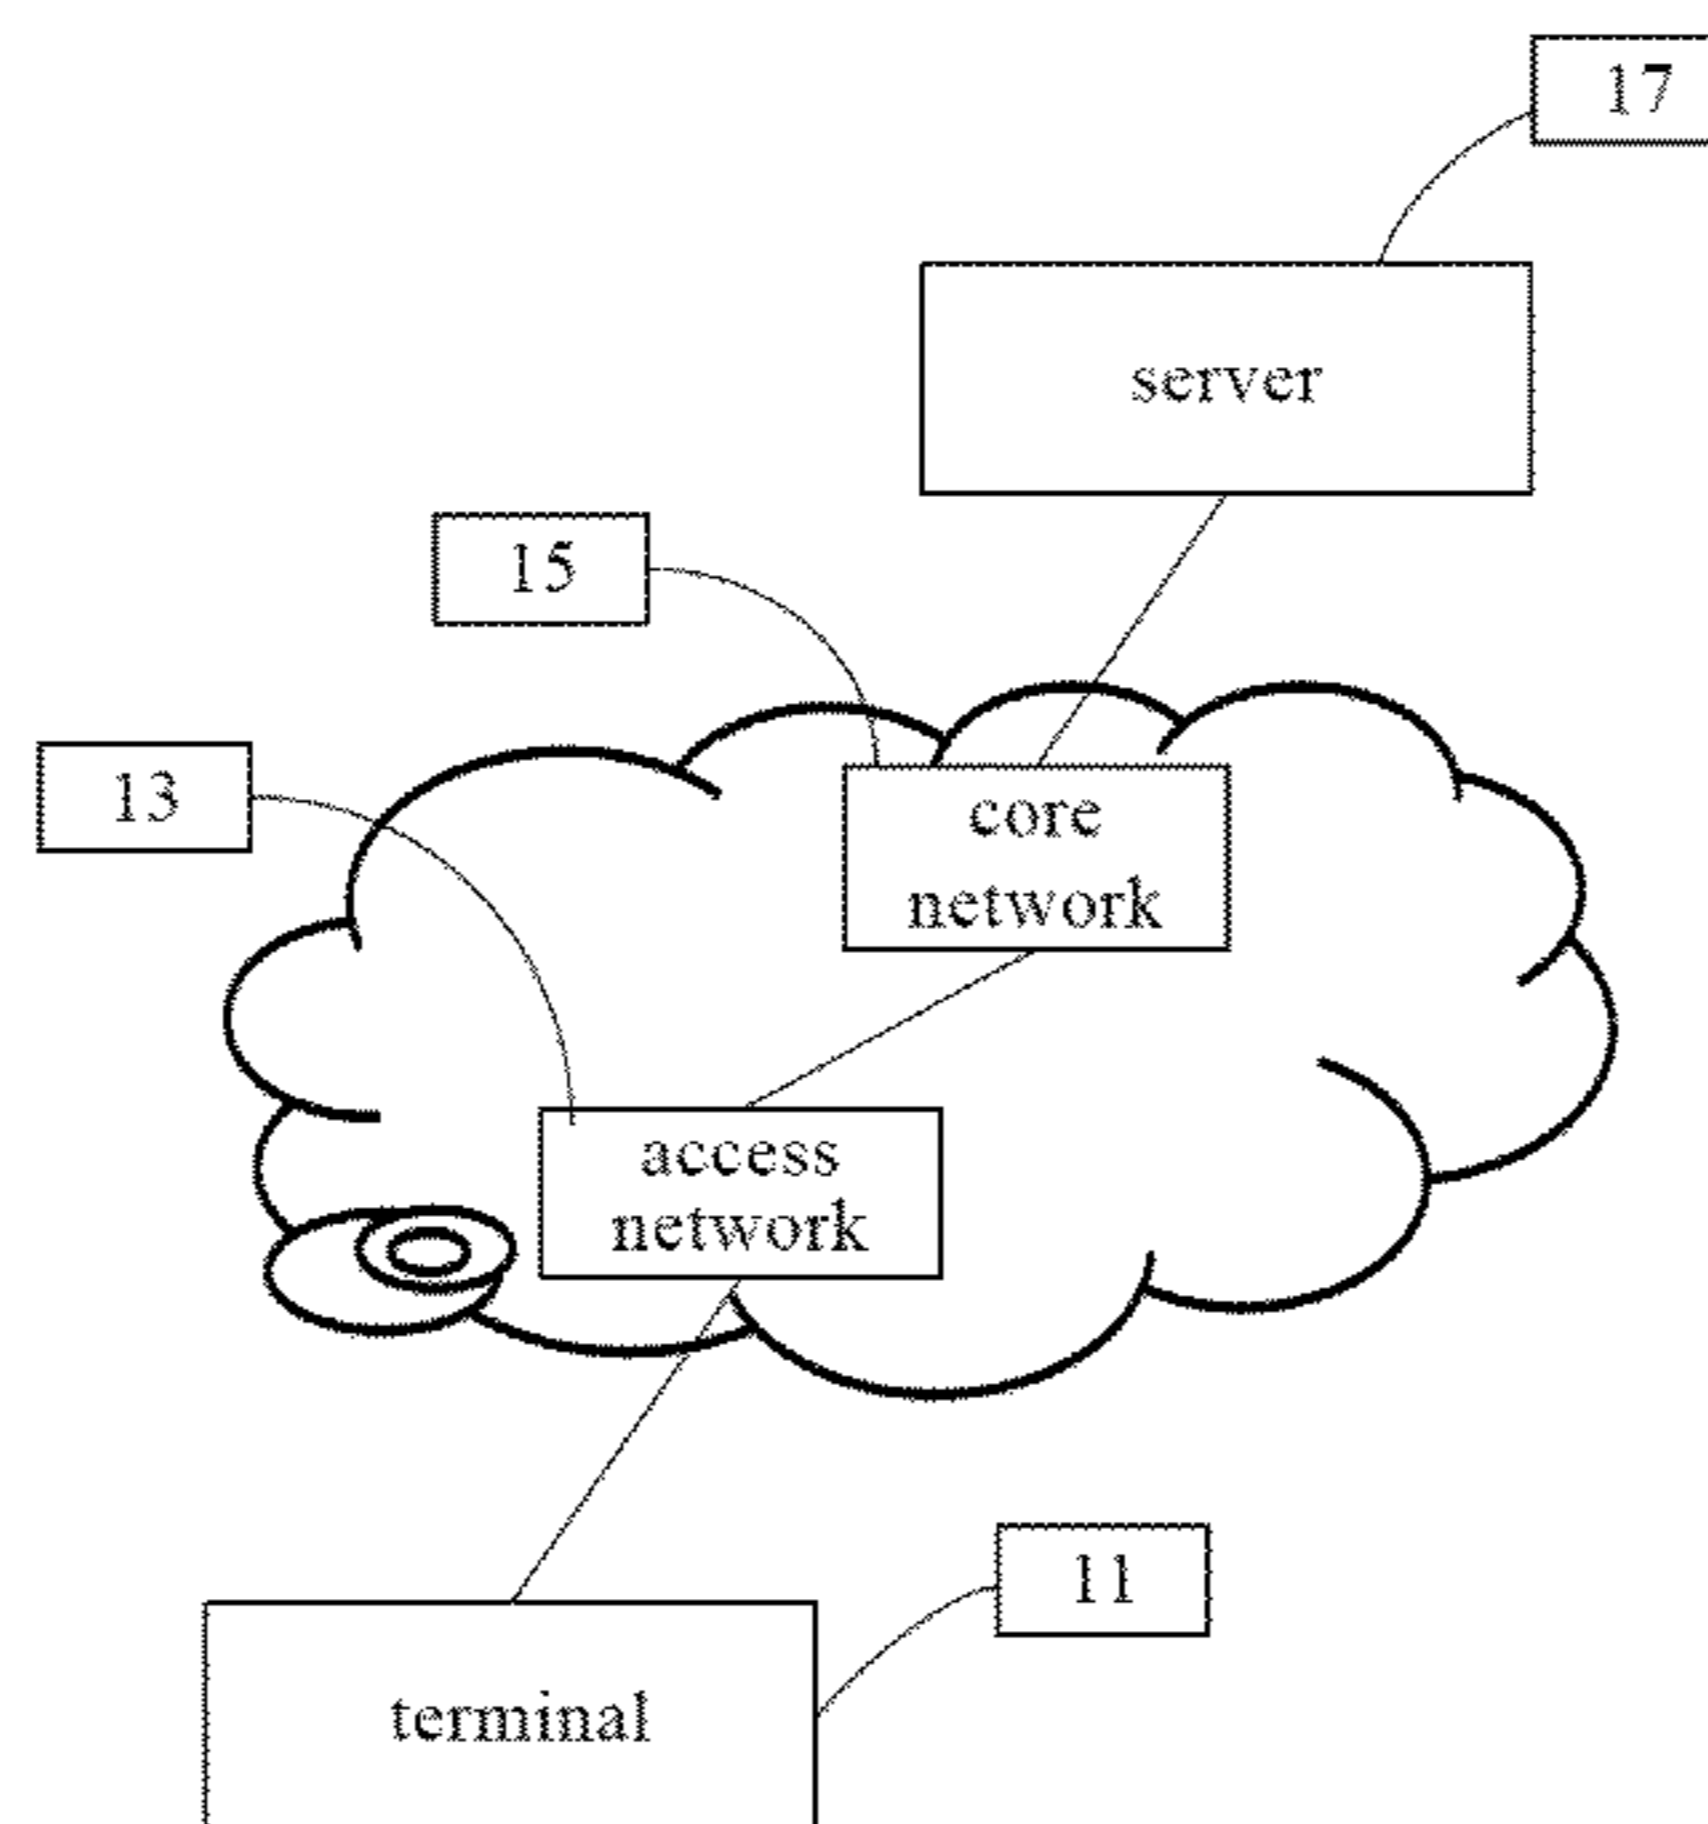 17
server
15
13
core
network
access
network
11
terminal